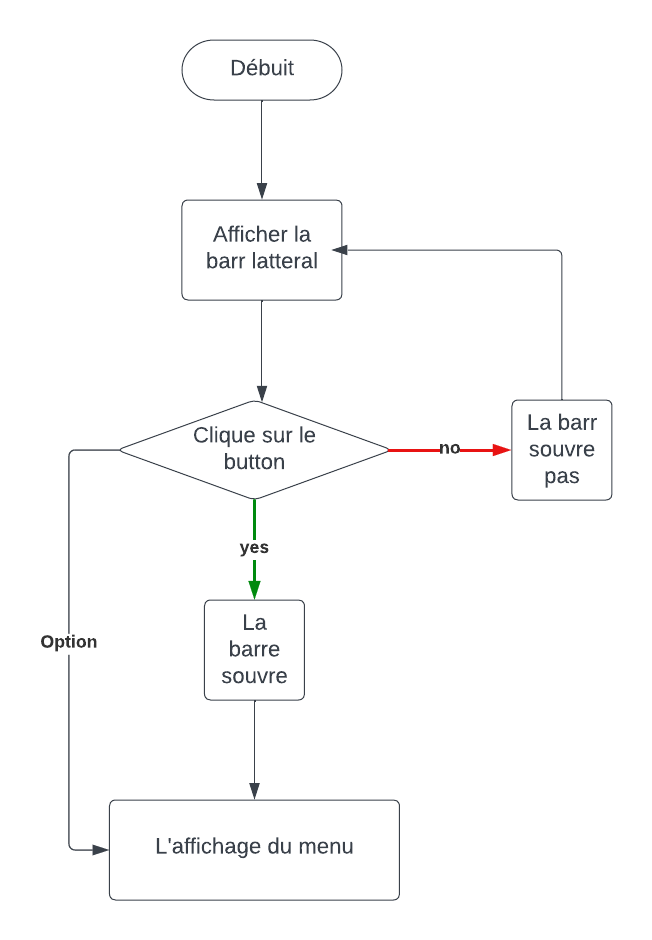 Débuit
Afficher la
barr latteral
Clique sur le
button
no
La barr
souvre
pas
yes
La
barre
souvre
Option
L'affichage du menu